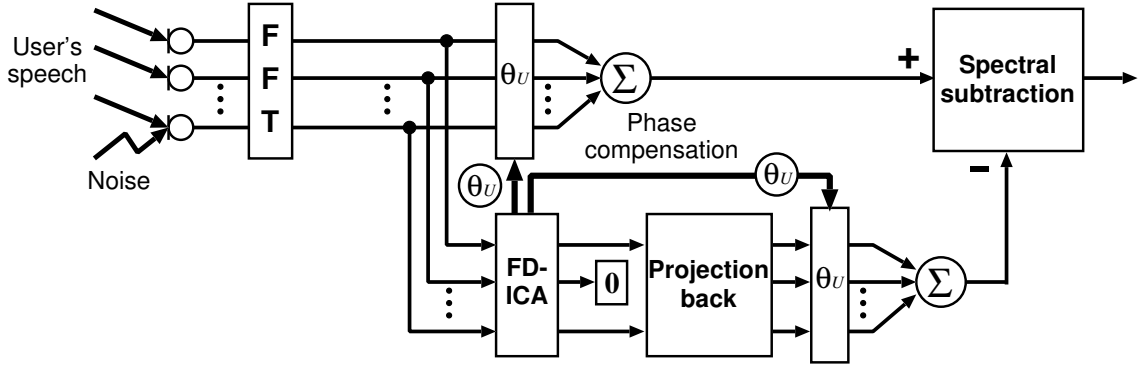 User's
speech
Noise
F
F
T
θU
Σ
Phase
compensation
+
Spectral
subtraction
−
θU
θU
FD-
ICA
0
Projection
back
θU
Σ